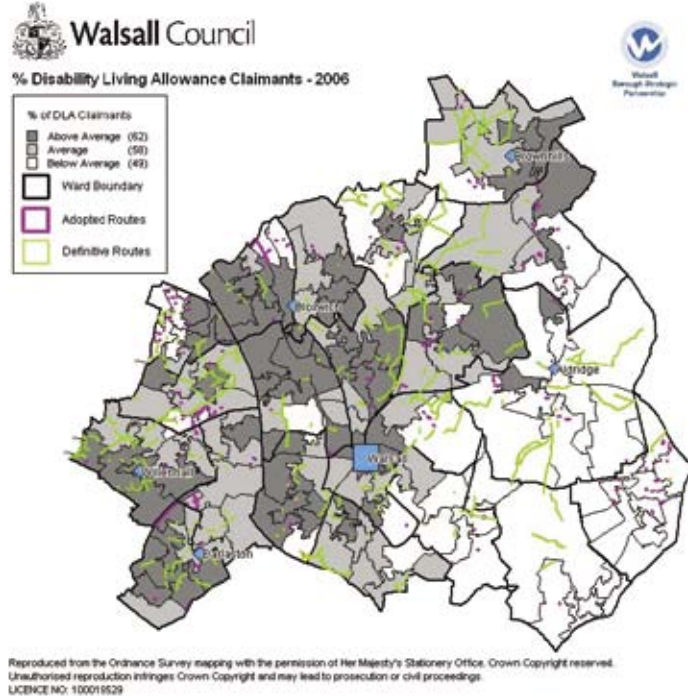 Walsall Council
Walsall
Borough Strategic
Partnership
% Disability Living Allowance Claimants - 2006
% of DLA Claimants
Above Average (62)
Average (58)
Below Average (49)
Ward Boundary
Adopted Routes
Definitive Routes
Brownhills
Bloxwich
Aldridge
Walsall
Willenhall
Darlaston
Reproduced from the Ordnance Survey mapping with the permission of Her Majesty's Stationery Office. Crown Copyright reserved.
Unauthorised reproduction infringes Crown Copyright and may lead to prosecution or civil proceedings.
LICENCE NO: 100019529